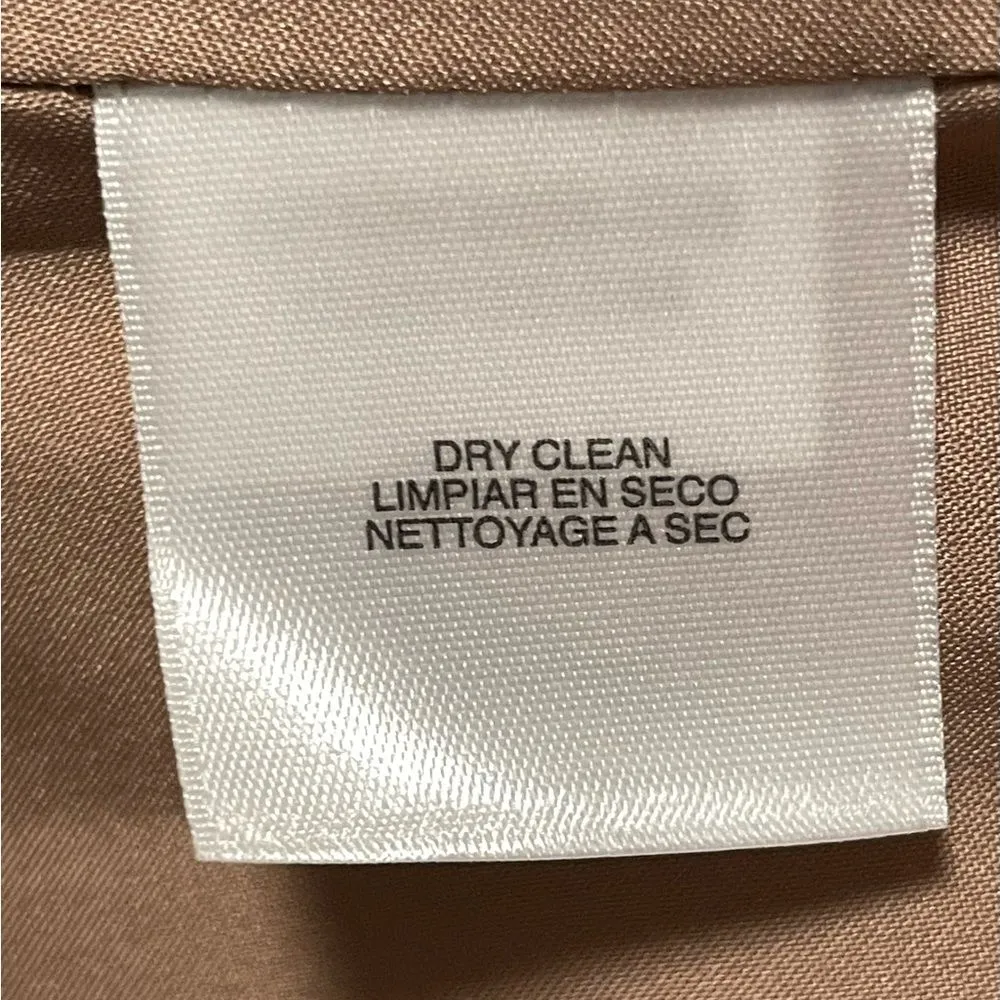 DRY CLEAN
LIMPIAR EN SECO
NETTOYAGE A SEC